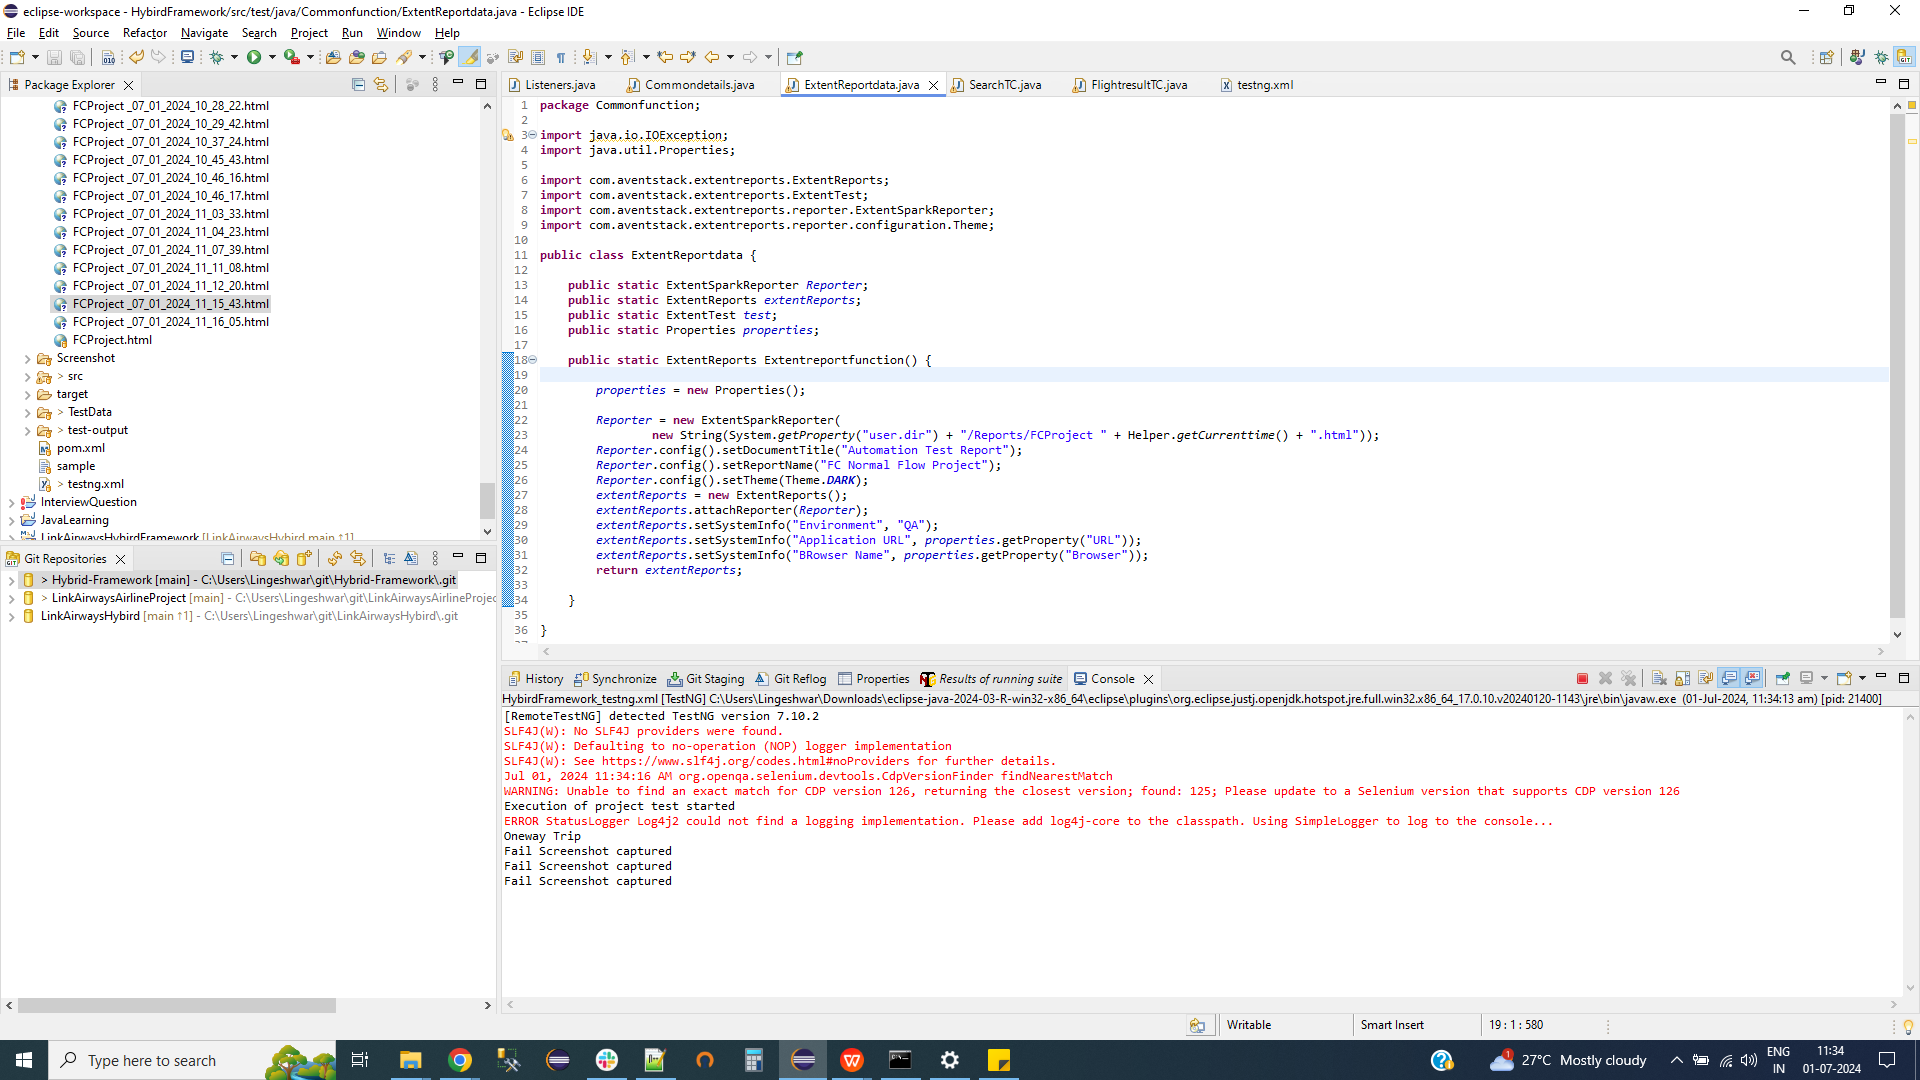 eclipse-workspace - HybirdFramework/src/test/java/Commonfunction/ExtentReportdata.java - Eclipse IDE
File Edit Source Refactor Navigate Search Project Run Window Help
Package Explorer
FCProject _07_01_2024_10_28_22.html
FCProject _07_01_2024_10_29_42.html
FCProject _07_01_2024_10_37_24.html
FCProject _07_01_2024_10_45_43.html
FCProject _07_01_2024_10_46_16.html
FCProject _07_01_2024_10_46_17.html
FCProject _07_01_2024_11_03_33.html
FCProject _07_01_2024_11_04_23.html
FCProject _07_01_2024_11_07_39.html
FCProject _07_01_2024_11_11_08.html
FCProject _07_01_2024_11_12_20.html
FCProject _07_01_2024_11_15_43.html
FCProject _07_01_2024_11_16_05.html
FCProject.html
Screenshot
> src
target
> TestData
> test-output
pom.xml
sample
> testng.xml
InterviewQuestion
JavaLearning
LinkAirwaysHybirdFramework [LinkAirwaysHybird main ↑1]
Git Repositories
> Hybrid-Framework [main] - C:\Users\Lingeshwar\git\Hybrid-Framework\.git
> LinkAirwaysAirlineProject [main] - C:\Users\Lingeshwar\git\LinkAirwaysAirlineProjec
LinkAirwaysHybird [main ↑1] - C:\Users\Lingeshwar\git\LinkAirwaysHybird\.git
Listeners.java Commondetails.java ExtentReportdata.java SearchTC.java FlightresultTC.java testng.xml
1 package Commonfunction;
2
3 import java.io.IOException;
4 import java.util.Properties;
5
6 import com.aventstack.extentreports.ExtentReports;
7 import com.aventstack.extentreports.ExtentTest;
8 import com.aventstack.extentreports.reporter.ExtentSparkReporter;
9 import com.aventstack.extentreports.reporter.configuration.Theme;
10
11 public class ExtentReportdata {
12
13 public static ExtentSparkReporter Reporter;
14 public static ExtentReports extentReports;
15 public static ExtentTest test;
16 public static Properties properties;
17
18 public static ExtentReports Extentreportfunction() {
19
20 properties = new Properties();
21
22 Reporter = new ExtentSparkReporter(
23 new String(System.getProperty("user.dir") + "/Reports/FCProject " + Helper.getCurrenttime() + ".html"));
24 Reporter.config().setDocumentTitle("Automation Test Report");
25 Reporter.config().setReportName("FC Normal Flow Project");
26 Reporter.config().setTheme(Theme.DARK);
27 extentReports = new ExtentReports();
28 extentReports.attachReporter(Reporter);
29 extentReports.setSystemInfo("Environment", "QA");
30 extentReports.setSystemInfo("Application URL", properties.getProperty("URL"));
31 extentReports.setSystemInfo("BRowser Name", properties.getProperty("Browser"));
32 return extentReports;
33
34 }
35
36 }
History Synchronize Git Staging Git Reflog Properties Results of running suite Console
HybirdFramework_testng.xml [TestNG] C:\Users\Lingeshwar\Downloads\eclipse-java-2024-03-R-win32-x86_64\eclipse\plugins\org.eclipse.justj.openjdk.hotspot.jre.full.win32.x86_64_17.0.10.v20240120-1143\jre\bin\javaw.exe (01-Jul-2024, 11:34:13 am) [pid: 21400]
[RemoteTestNG] detected TestNG version 7.10.2
SLF4J(W): No SLF4J providers were found.
SLF4J(W): Defaulting to no-operation (NOP) logger implementation
SLF4J(W): See https://www.slf4j.org/codes.html#noProviders for further details.
Jul 01, 2024 11:34:16 AM org.openqa.selenium.devtools.CdpVersionFinder findNearestMatch
WARNING: Unable to find an exact match for CDP version 126, returning the closest version; found: 125; Please update to a Selenium version that supports CDP version 126
Execution of project test started
ERROR StatusLogger Log4j2 could not find a logging implementation. Please add log4j-core to the classpath. Using SimpleLogger to log to the console...
Oneway Trip
Fail Screenshot captured
Fail Screenshot captured
Fail Screenshot captured
Writable Smart Insert 19 : 1 : 580
Type here to search
27°C Mostly cloudy
ENG
IN
11:34
01-07-2024